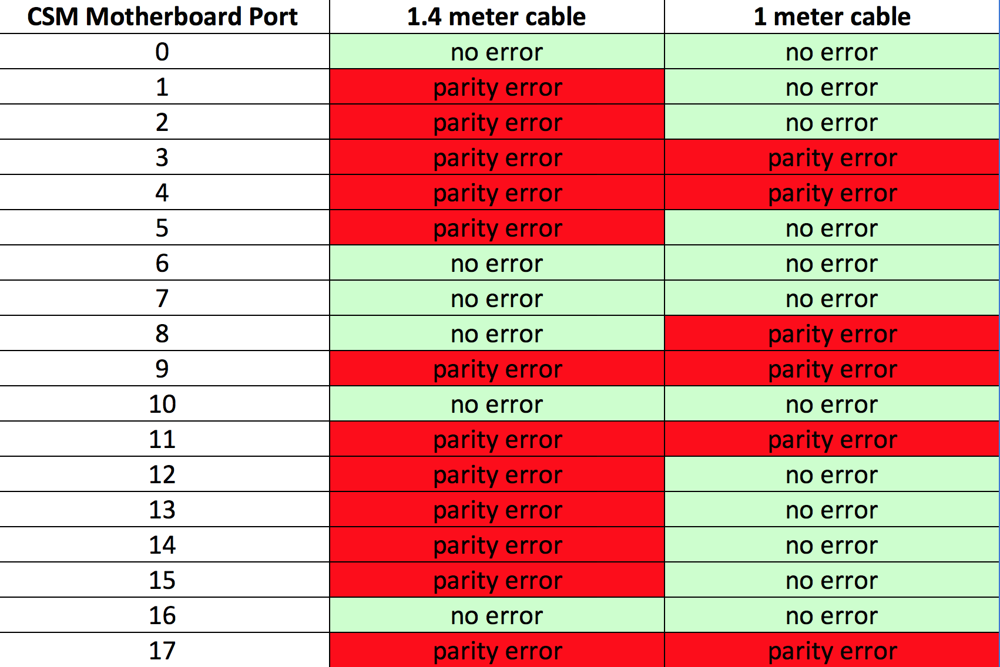 CSM Motherboard Port 1.4 meter cable 1 meter cable
0 no error no error
1 parity error no error
2 parity error no error
3 parity error parity error
4 parity error parity error
5 parity error no error
6 no error no error
7 no error no error
8 no error parity error
9 parity error parity error
10 no error no error
11 parity error parity error
12 parity error no error
13 parity error no error
14 parity error no error
15 parity error no error
16 no error no error
17 parity error parity error